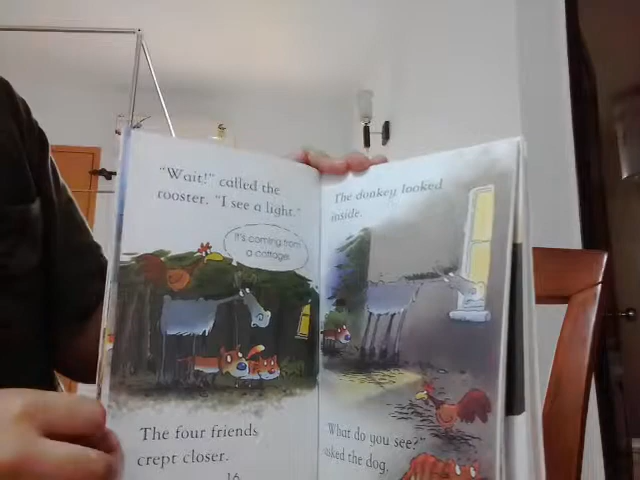 "Wait!" called the
rooster. "I see a light."
It's coming from
a cottage!
The four friends
crept closer.
16
The donkey looked
inside.
"What do you see?"
asked the dog.